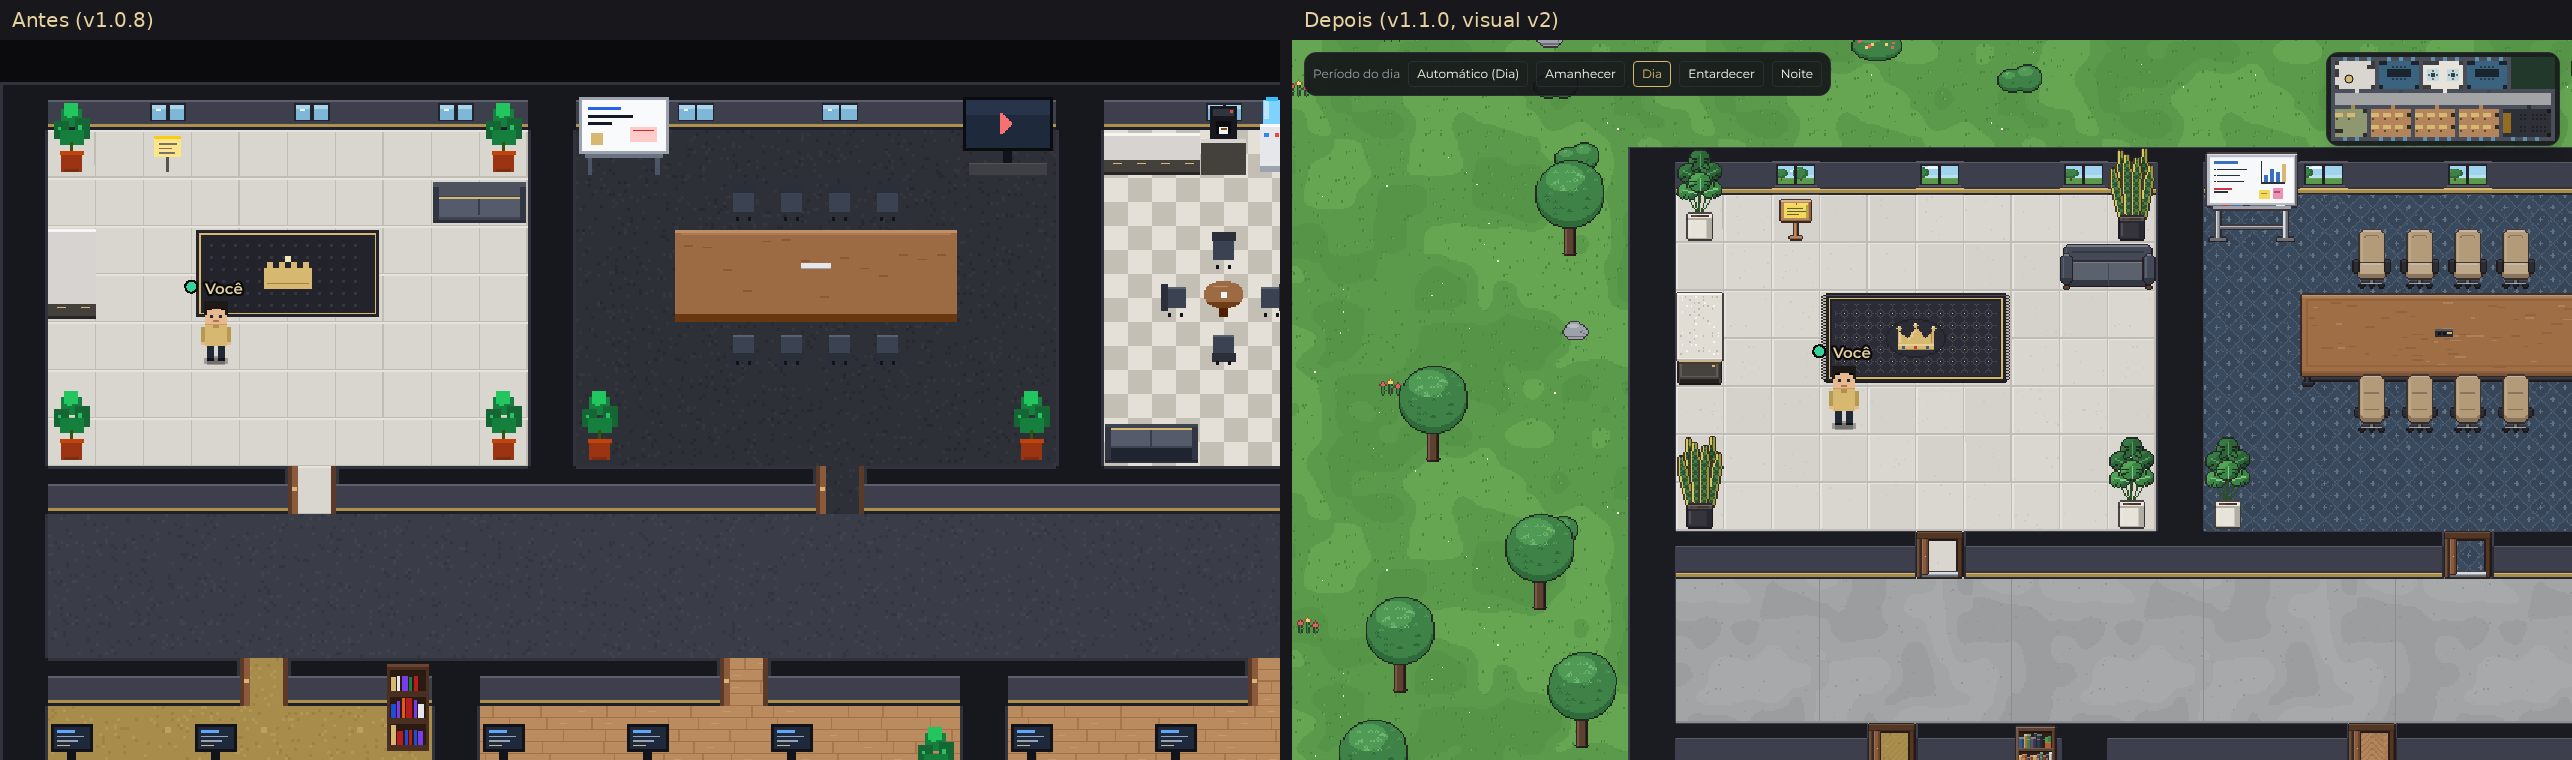 Antes (v1.0.8)
Você
Depois (v1.1.0, visual v2)
Período do dia Automático (Dia) Amanhecer Dia Entardecer Noite
Você